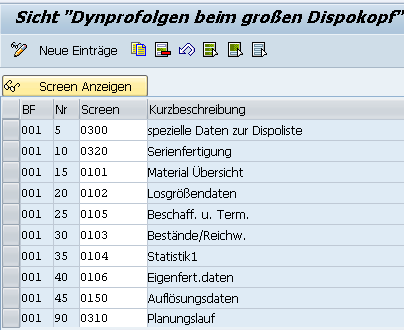 Sicht "Dynprofolgen beim großen Dispokopf"
Neue Einträge
Screen Anzeigen
BF Nr Screen Kurzbeschreibung
001 5 0300 spezielle Daten zur Dispoliste
001 10 0320 Serienfertigung
001 15 0101 Material Übersicht
001 20 0102 Losgrößendaten
001 25 0105 Beschaff. u. Term.
001 30 0103 Bestände/Reichw.
001 35 0104 Statistik1
001 40 0106 Eigenfert.daten
001 45 0150 Auflösungsdaten
001 90 0310 Planungslauf